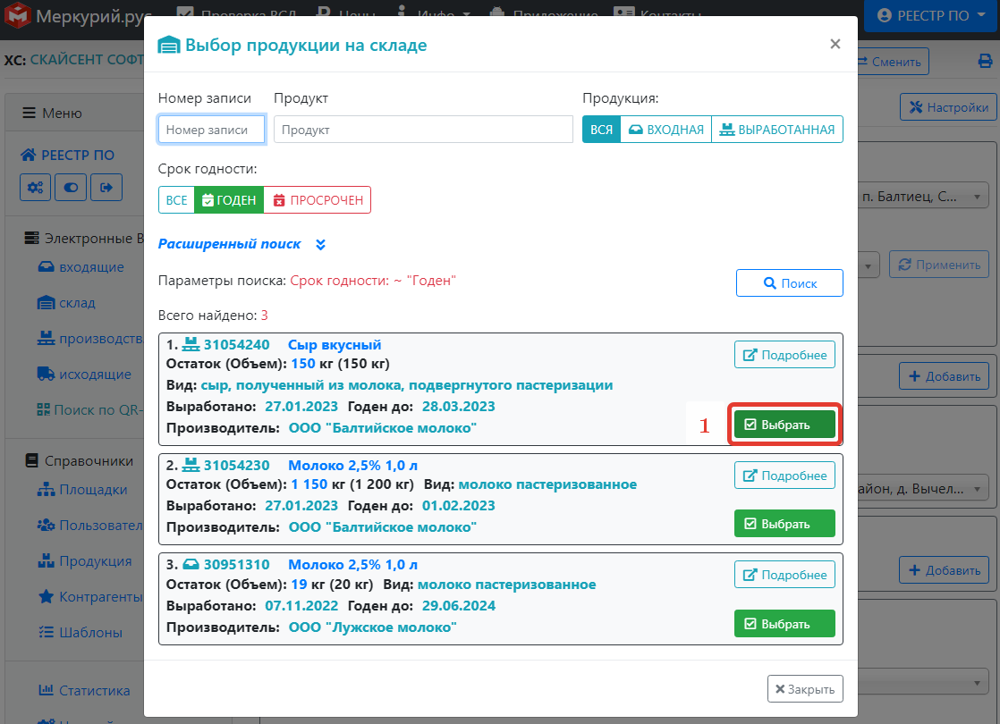 Меркурий.рус Проверка ВСД Цены Инфо Приложение Контакты РЕЕСТР ПО
ХС: СКАЙСЕНТ СОФТ Сменить
Меню
Настройки
РЕЕСТР ПО
Электронные В
входящие
склад
производств
исходящие
Поиск по QR-
Справочники
Площадки
Пользовател
Продукция
Контрагенты
Шаблоны
Статистика
Выбор продукции на складе ×
Номер записи Продукт Продукция:
Номер записи Продукт ВСЯ ВХОДНАЯ ВЫРАБОТАННАЯ
Срок годности:
ВСЕ ГОДЕН ПРОСРОЧЕН
Расширенный поиск
Параметры поиска: Срок годности: ~ "Годен" Поиск
Всего найдено: 3
1. 31054240 Сыр вкусный Подробнее
Остаток (Объем): 150 кг (150 кг)
Вид: сыр, полученный из молока, подвергнутого пастеризации
Выработано: 27.01.2023 Годен до: 28.03.2023
Производитель: ООО "Балтийское молоко" 1 Выбрать
2. 31054230 Молоко 2,5% 1,0 л Подробнее
Остаток (Объем): 1 150 кг (1 200 кг) Вид: молоко пастеризованное
Выработано: 27.01.2023 Годен до: 01.02.2023
Производитель: ООО "Балтийское молоко" Выбрать
3. 30951310 Молоко 2,5% 1,0 л Подробнее
Остаток (Объем): 19 кг (20 кг) Вид: молоко пастеризованное
Выработано: 07.11.2022 Годен до: 29.06.2024
Производитель: ООО "Лужское молоко" Выбрать
Закрыть
п. Балтиец, С...
Применить
Добавить
айон, д. Вычел...
Добавить